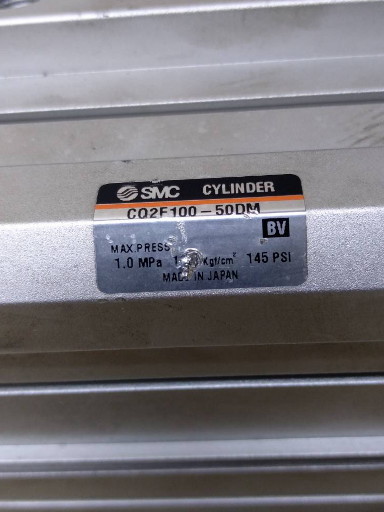 SMC CYLINDER
CQ2F100-50DM
BV
MAX.PRESS
1.0 MPa Kgf/cm² 145 PSI
MADE IN JAPAN